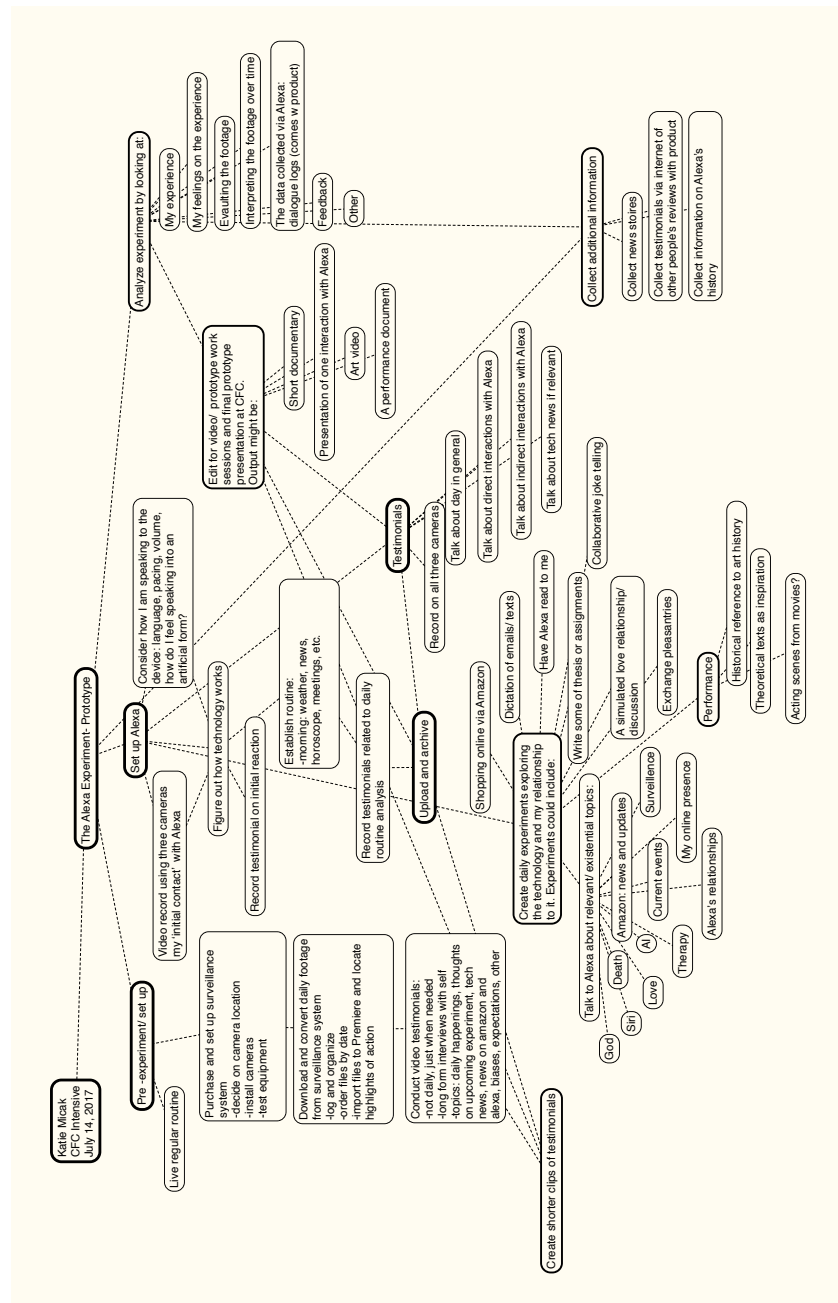 Katie Micak
CFC Intensive
July 14, 2017
The Alexa Experiment- Prototype
Pre -experiment/ set up
Live regular routine
Purchase and set up surveillance
system
-decide on camera location
-install cameras
-test equipment
Download and convert daily footage
from surveillance system
-log and organize
-order files by date
-import files to Premiere and locate
highlights of action
Conduct video testimonials:
-not daily, just when needed
-long form interviews with self
-topics: daily happenings, thoughts
on upcoming experiment, tech
news, news on amazon and
alexa, biases, expectations, other
Create shorter clips of testimonials
Set up Alexa
Video record using three cameras
my 'initial contact' with Alexa
Consider how I am speaking to the
device: language, pacing, volume,
how do I feel speaking into an
artificial form?
Figure out how technology works
Record testimonial on initial reaction
Establish routine:
-morning: weather, news,
horoscope, meetings, etc.
Record testimonials related to daily
routine analysis
Upload and archive
Testimonials
Record on all three cameras
Talk about day in general
Talk about direct interactions with Alexa
Talk about indirect interactions with Alexa
Talk about tech news if relevant
Create daily experiments exploring
the technology and my relationship
to it. Experiments could include:
Shopping online via Amazon
Dictation of emails/ texts
Have Alexa read to me
Write some of thesis or assignments
Collaborative joke telling
A simulated love relationship/
discussion
Exchange pleasantries
Talk to Alexa about relevant/ existential topics:
God
Siri
Death
Love
AI
Therapy
Amazon: news and updates
Current events
Surveillence
My online presence
Alexa's relationships
Performance
Historical reference to art history
Theoretical texts as inspiration
Acting scenes from movies?
Analyze experiment by looking at:
My experience
My feelings on the experience
Evaulting the footage
Interpreting the footage over time
The data collected via Alexa:
dialogue logs (comes w product)
Feedback
Other
Edit for video/ prototype work
sessions and final prototype
presentation at CFC.
Output might be:
Short documentary
Presentation of one interaction with Alexa
Art video
A performance document
Collect additional information
Collect news stoires
Collect testimonials via internet of
other people's reviews with product
Collect information on Alexa's
history